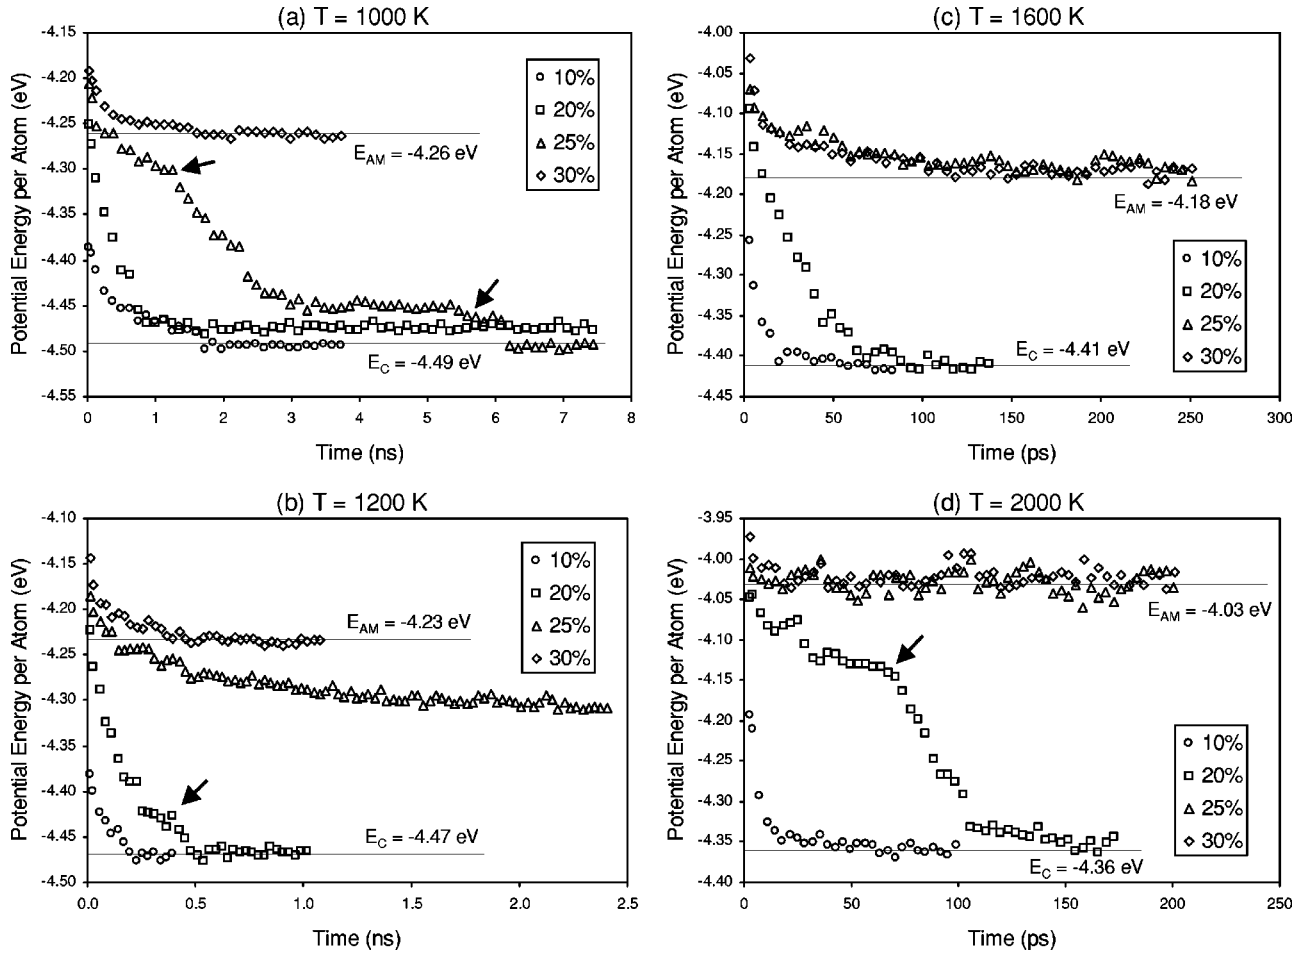 (a) T = 1000 K
Potential Energy per Atom (eV)
-4.15
-4.20
-4.25
-4.30
-4.35
-4.40
-4.45
-4.50
-4.55
0 1 2 3 4 5 6 7 8
Time (ns)
10%
20%
25%
30%
E_AM = -4.26 eV
E_C = -4.49 eV
(c) T = 1600 K
Potential Energy per Atom (eV)
-4.00
-4.05
-4.10
-4.15
-4.20
-4.25
-4.30
-4.35
-4.40
-4.45
0 50 100 150 200 250 300
Time (ps)
E_AM = -4.18 eV
10%
20%
25%
30%
E_C = -4.41 eV
(b) T = 1200 K
Potential Energy per Atom (eV)
-4.10
-4.15
-4.20
-4.25
-4.30
-4.35
-4.40
-4.45
-4.50
0.0 0.5 1.0 1.5 2.0 2.5
Time (ns)
10%
20%
25%
30%
E_AM = -4.23 eV
E_C = -4.47 eV
(d) T = 2000 K
Potential Energy per Atom (eV)
-3.95
-4.00
-4.05
-4.10
-4.15
-4.20
-4.25
-4.30
-4.35
-4.40
0 50 100 150 200 250
Time (ps)
E_AM = -4.03 eV
10%
20%
25%
30%
E_C = -4.36 eV